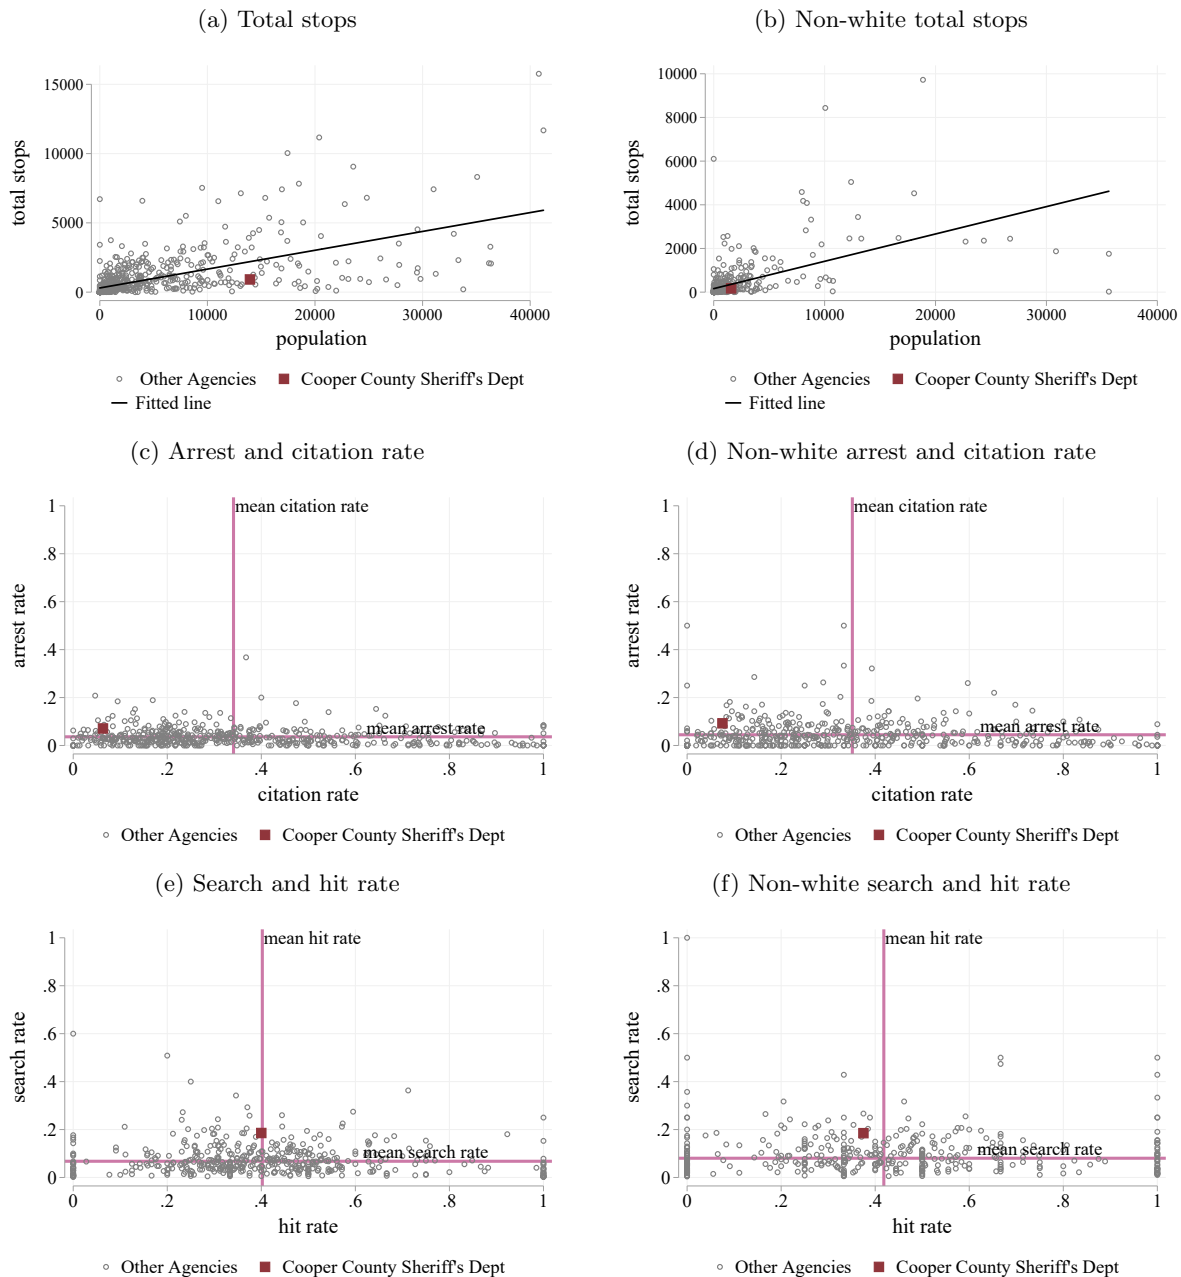 (a) Total stops
total stops
15000
10000
5000
0
0 10000 20000 30000 40000
population
Other Agencies Cooper County Sheriff's Dept
Fitted line
(b) Non-white total stops
total stops
10000
8000
6000
4000
2000
0
0 10000 20000 30000 40000
population
Other Agencies Cooper County Sheriff's Dept
Fitted line
(c) Arrest and citation rate
arrest rate
1
.8
.6
.4
.2
0
mean citation rate
mean arrest rate
0 .2 .4 .6 .8 1
citation rate
Other Agencies Cooper County Sheriff's Dept
(d) Non-white arrest and citation rate
arrest rate
1
.8
.6
.4
.2
0
mean citation rate
mean arrest rate
0 .2 .4 .6 .8 1
citation rate
Other Agencies Cooper County Sheriff's Dept
(e) Search and hit rate
search rate
1
.8
.6
.4
.2
0
mean hit rate
mean search rate
0 .2 .4 .6 .8 1
hit rate
Other Agencies Cooper County Sheriff's Dept
(f) Non-white search and hit rate
search rate
1
.8
.6
.4
.2
0
mean hit rate
mean search rate
0 .2 .4 .6 .8 1
hit rate
Other Agencies Cooper County Sheriff's Dept